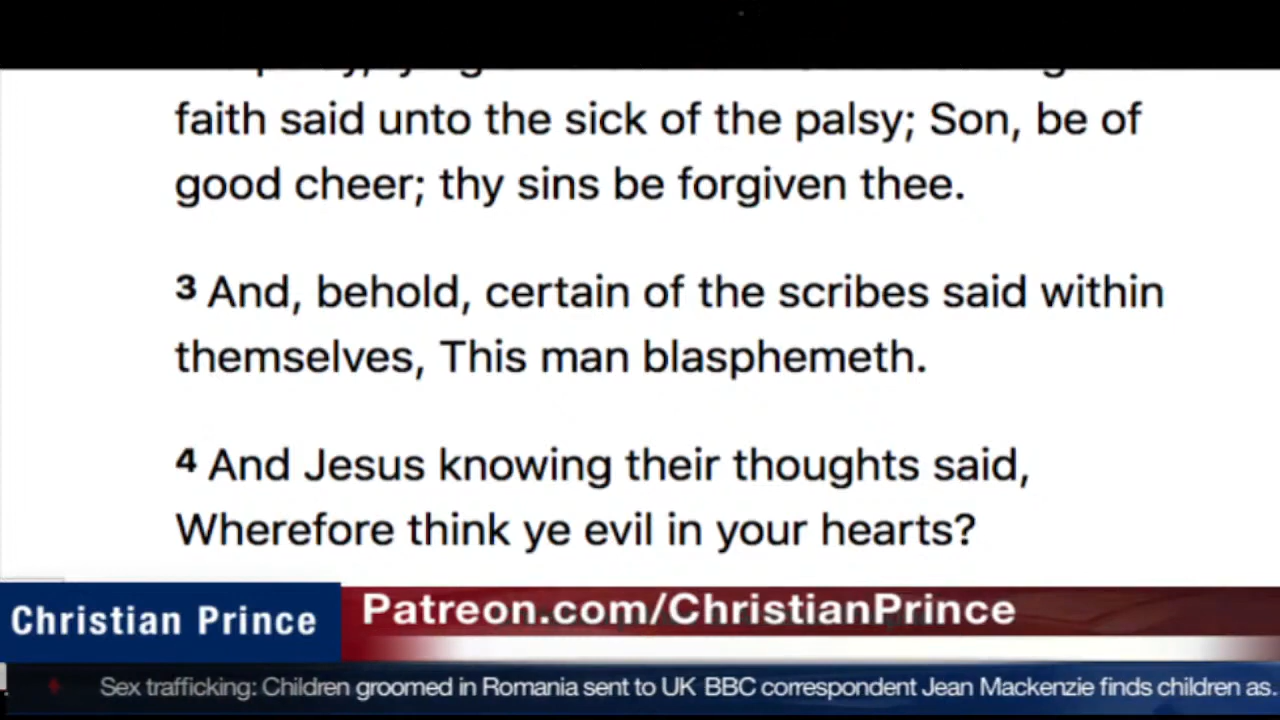 faith said unto the sick of the palsy; Son, be of
good cheer; thy sins be forgiven thee.
3 And, behold, certain of the scribes said within
themselves, This man blasphemeth.
4 And Jesus knowing their thoughts said,
Wherefore think ye evil in your hearts?
Christian Prince
Patreon.com/ChristianPrince
Sex trafficking: Children groomed in Romania sent to UK BBC correspondent Jean Mackenzie finds children as.